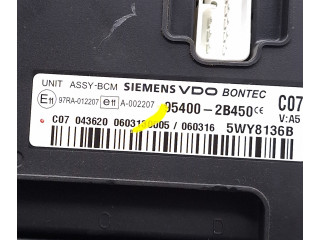 UNIT ASSY-BCM SIEMENS VDO BONTEC
E11 97RA-012207 e11 A-002207 95400-2B450 CE C07
V:A5
C07 043620 / 060316 5WY8136B